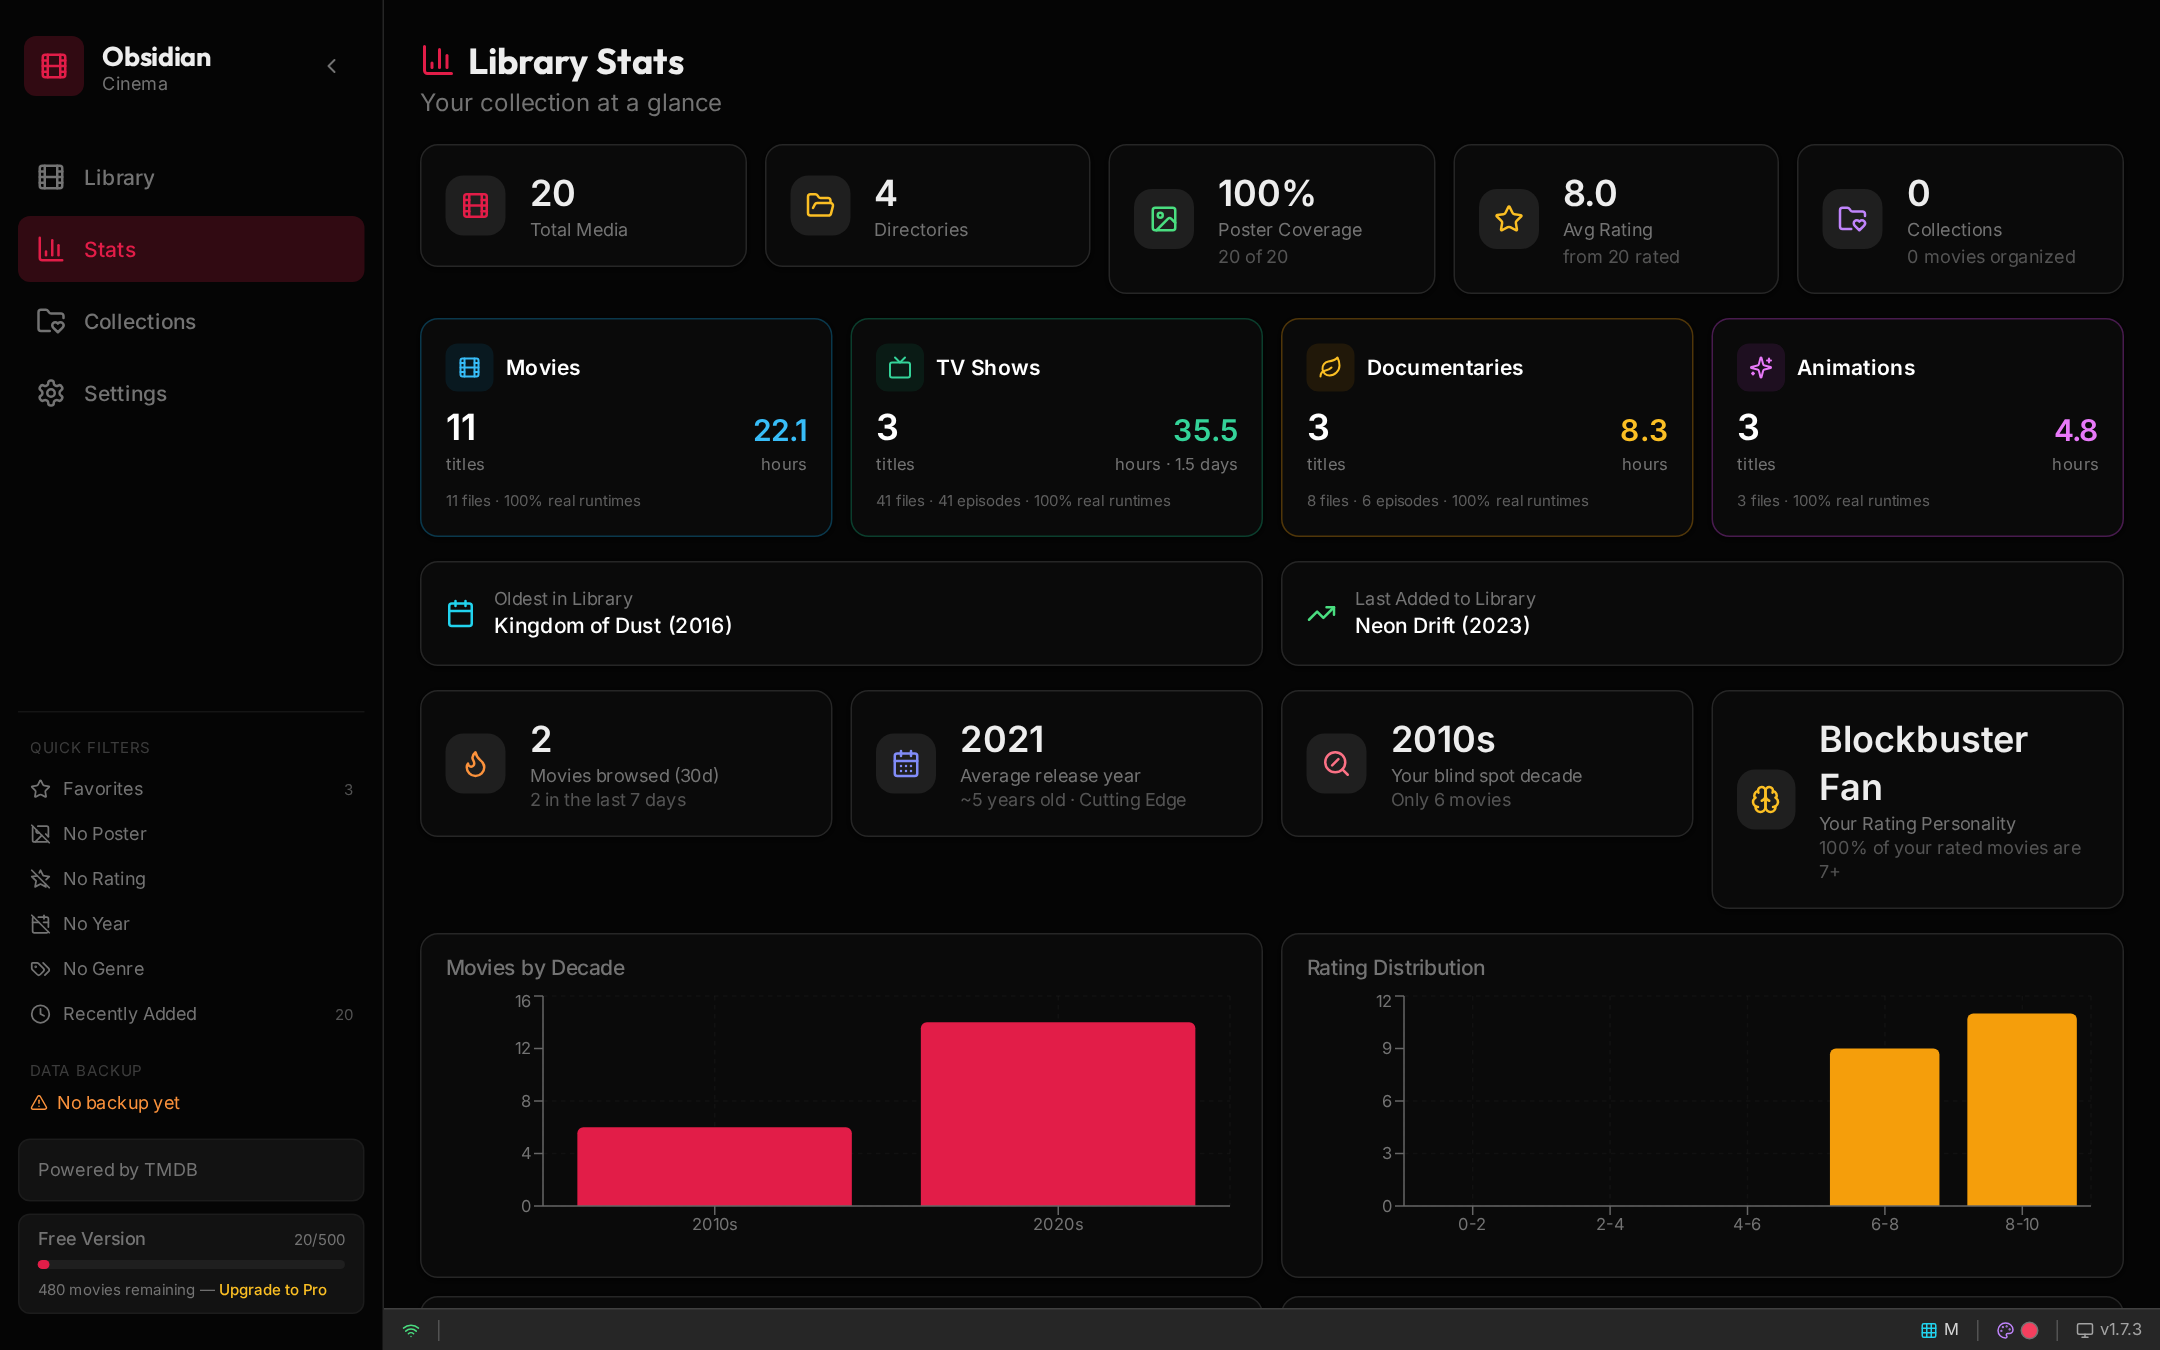 Obsidian
Cinema
Library
Stats
Collections
Settings
QUICK FILTERS
Favorites 3
No Poster
No Rating
No Year
No Genre
Recently Added 20
DATA BACKUP
No backup yet
Powered by TMDB
Free Version 20/500
480 movies remaining — Upgrade to Pro
Library Stats
Your collection at a glance
20
Total Media
4
Directories
100%
Poster Coverage
20 of 20
8.0
Avg Rating
from 20 rated
0
Collections
0 movies organized
Movies
11 22.1
titles hours
11 files · 100% real runtimes
TV Shows
3 35.5
titles hours · 1.5 days
41 files · 41 episodes · 100% real runtimes
Documentaries
3 8.3
titles hours
8 files · 6 episodes · 100% real runtimes
Animations
3 4.8
titles hours
3 files · 100% real runtimes
Oldest in Library
Kingdom of Dust (2016)
Last Added to Library
Neon Drift (2023)
2
Movies browsed (30d)
2 in the last 7 days
2021
Average release year
~5 years old · Cutting Edge
2010s
Your blind spot decade
Only 6 movies
Blockbuster
Fan
Your Rating Personality
100% of your rated movies are
7+
Movies by Decade
16
12
8
4
0
2010s 2020s
Rating Distribution
12
9
6
3
0
0-2 2-4 4-6 6-8 8-10
M v1.7.3